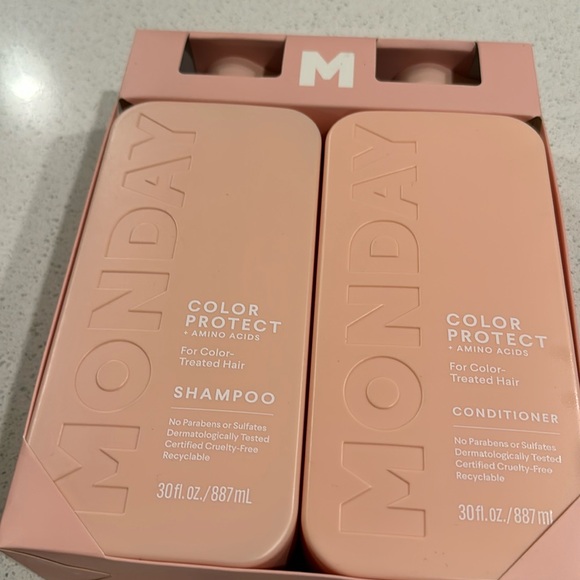 M
MONDAY
COLOR
PROTECT
+ AMINO ACIDS
For Color-
Treated Hair
SHAMPOO
No Parabens or Sulfates
Dermatologically Tested
Certified Cruelty-Free
Recyclable
30 fl. oz./887mL
MONDAY
COLOR
PROTECT
+ AMINO ACIDS
For Color-
Treated Hair
CONDITIONER
No Parabens or Sulfates
Dermatologically Tested
Certified Cruelty-Free
Recyclable
30 fl. oz./887ml